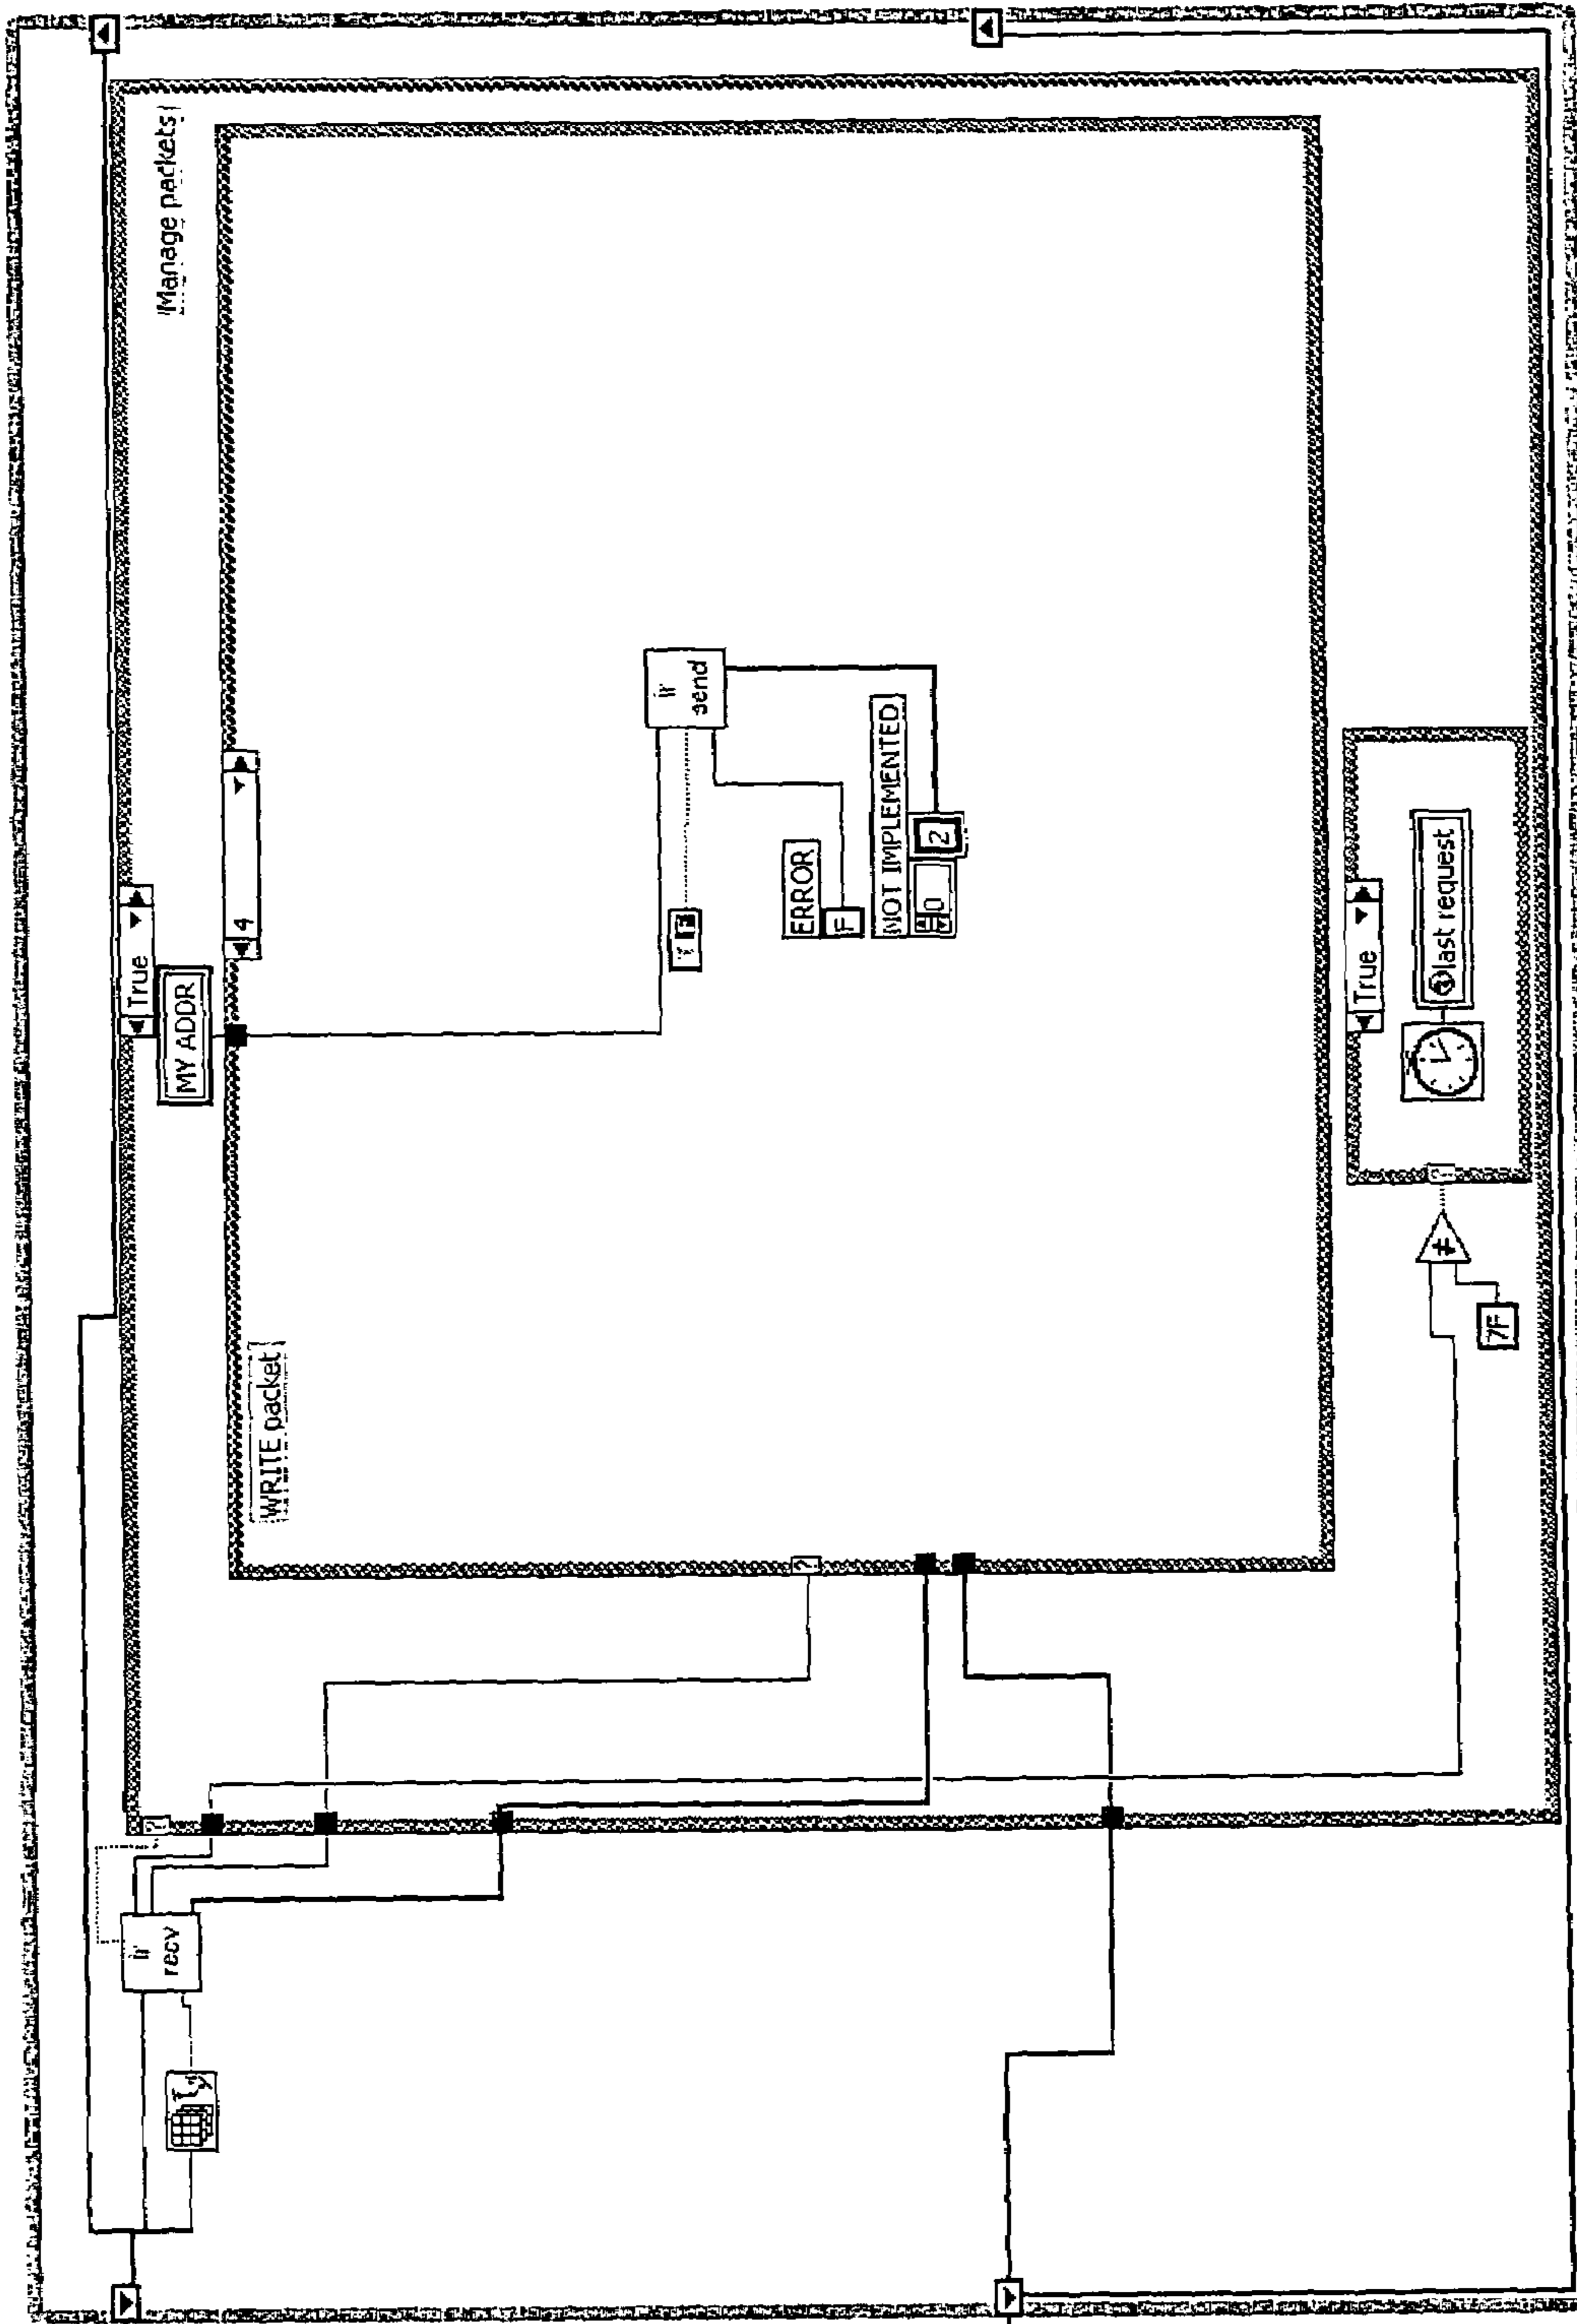 Manage packets
True
MY ADDR
4
WRITE packet
ir
send
T F
ERROR
F
NOT IMPLEMENTED
0
2
True
last request
≠
7F
?
ir
recv